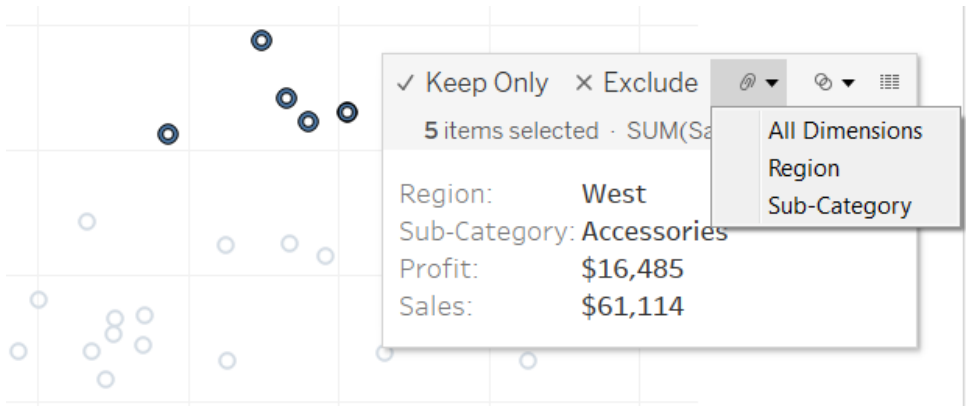 Keep Only Exclude
5 items selected · SUM(Sa
All Dimensions
Region
Sub-Category
Region: West
Sub-Category: Accessories
Profit: $16,485
Sales: $61,114